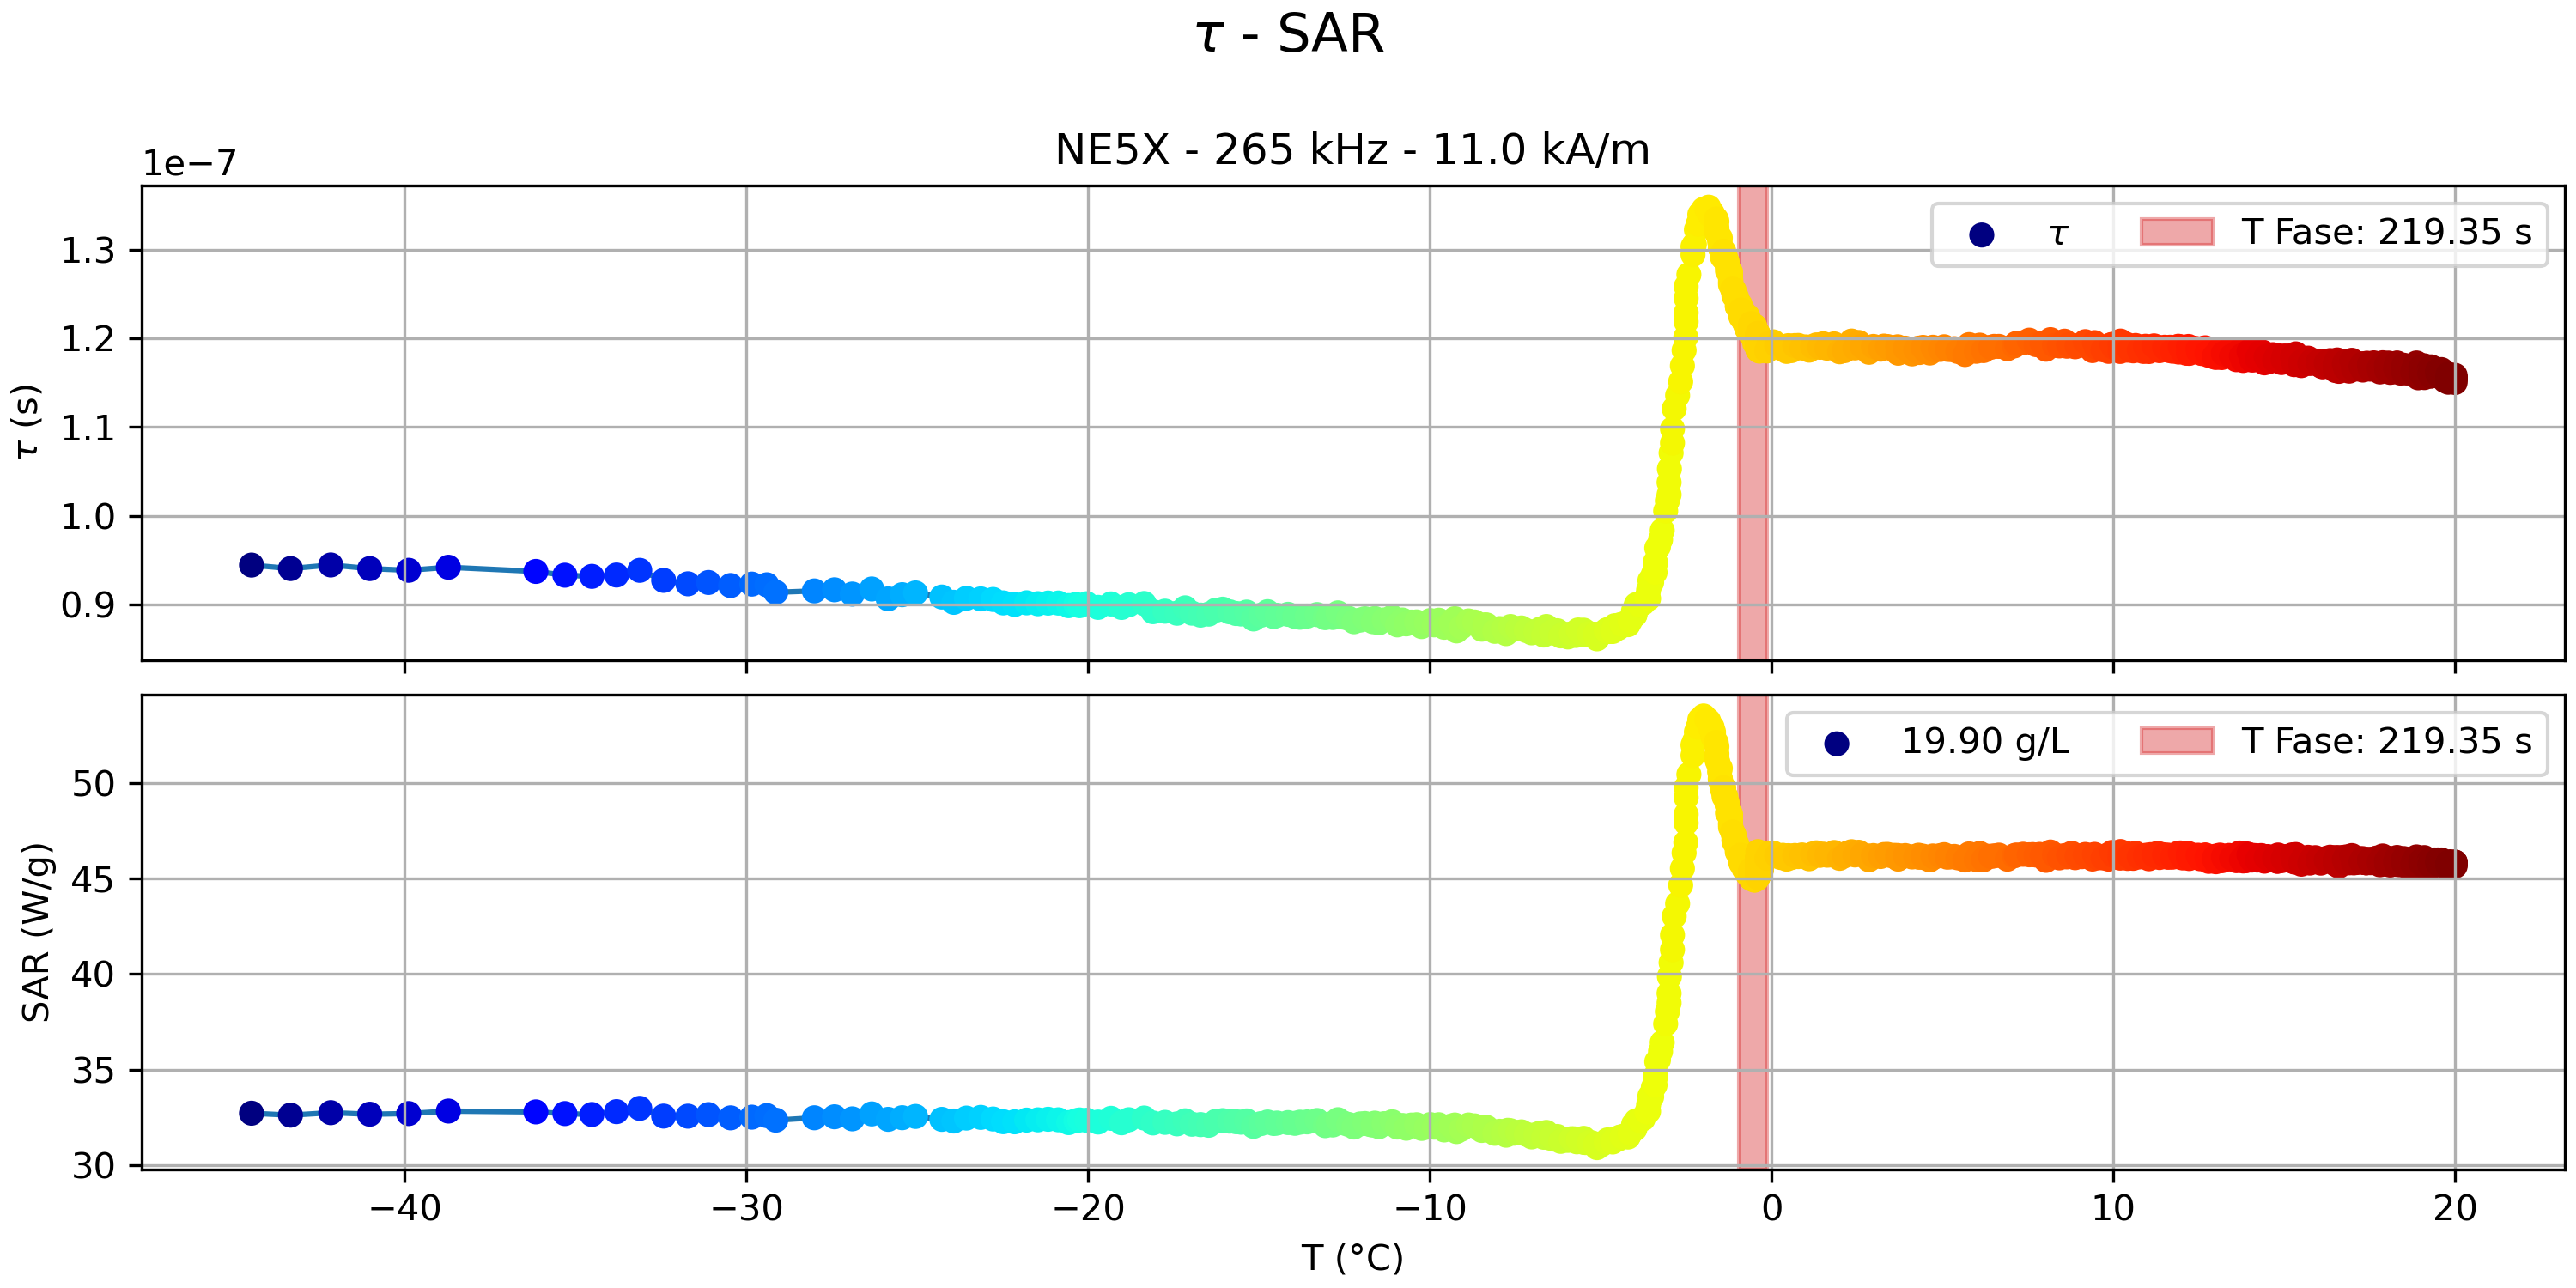 τ - SAR
NE5X - 265 kHz - 11.0 kA/m
1e−7
τ (s)
1.3
1.2
1.1
1.0
0.9
τ
T Fase: 219.35 s
SAR (W/g)
50
45
40
35
30
19.90 g/L
T Fase: 219.35 s
−40 −30 −20 −10 0 10 20
T (°C)